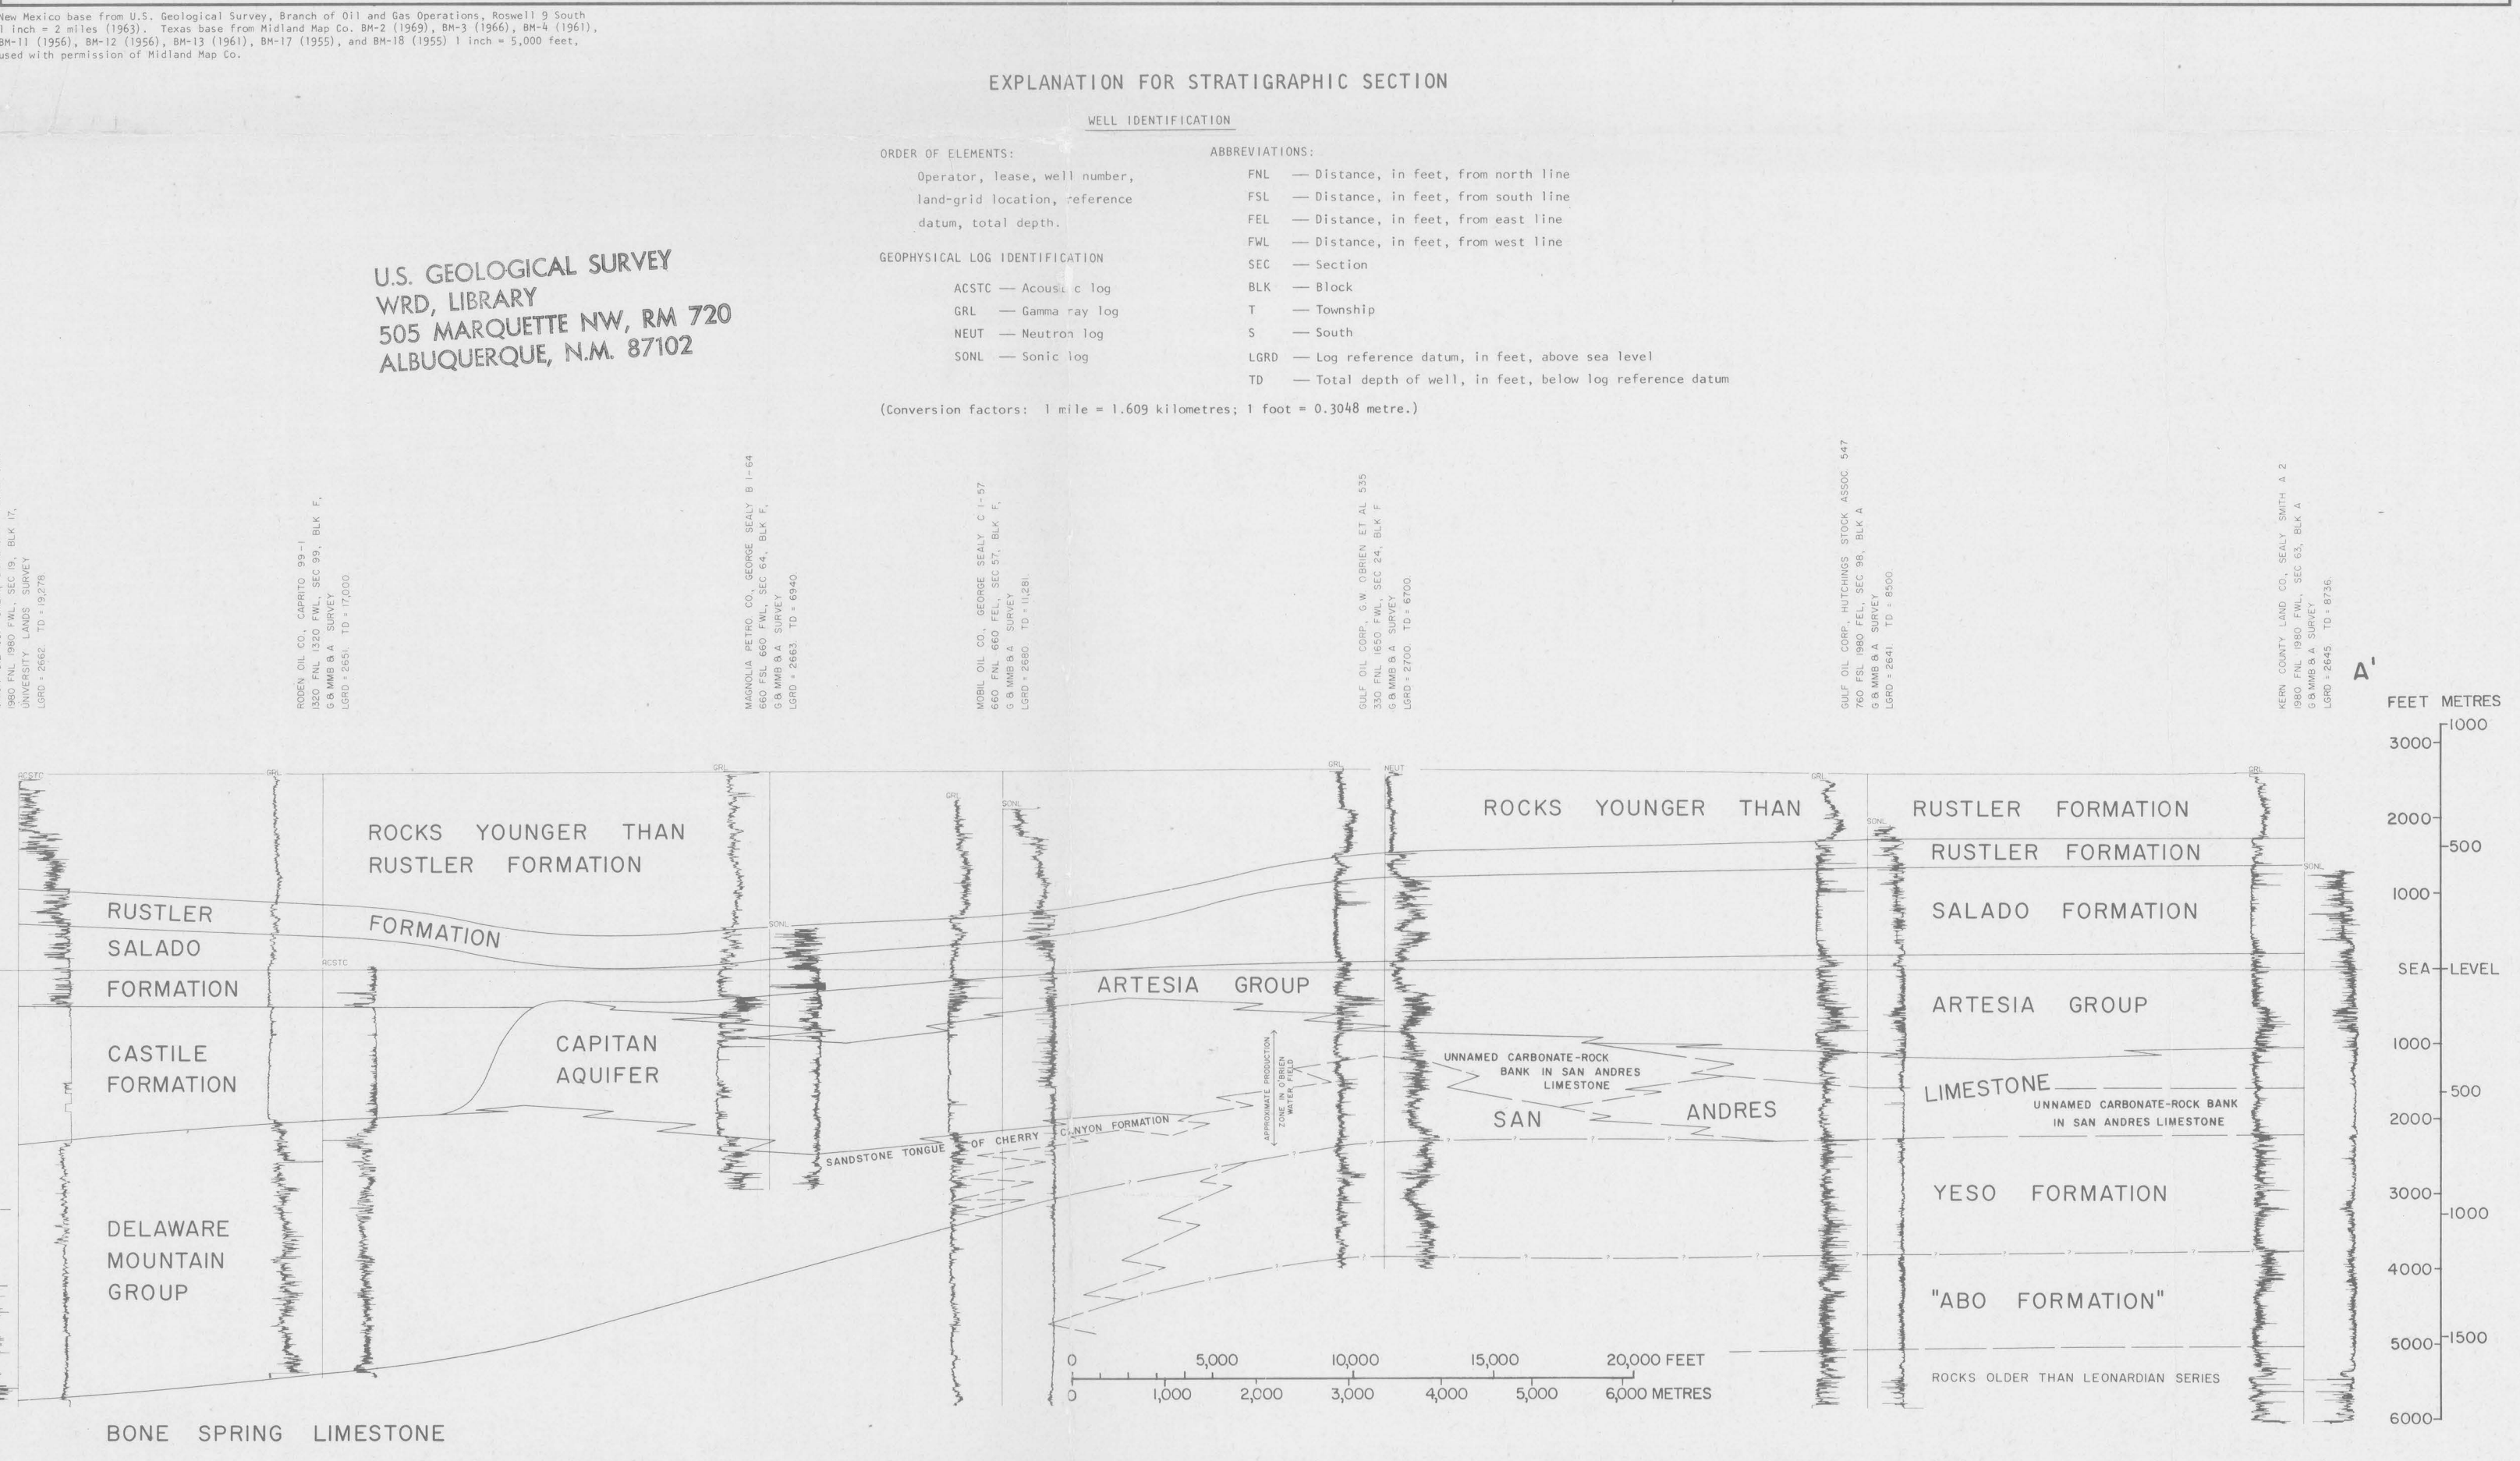 New Mexico base from U.S. Geological Survey, Branch of Oil and Gas Operations, Roswell 9 South
1 inch = 2 miles (1963). Texas base from Midland Map Co. BM-2 (1969), BM-3 (1966), BM-4 (1961),
BM-11 (1956), BM-12 (1956), BM-13 (1961), BM-17 (1955), and BM-18 (1955) 1 inch = 5,000 feet,
used with permission of Midland Map Co.
EXPLANATION FOR STRATIGRAPHIC SECTION
WELL IDENTIFICATION
ORDER OF ELEMENTS:
Operator, lease, well number,
land-grid location, reference
datum, total depth.
GEOPHYSICAL LOG IDENTIFICATION
ACSTC — Acoustic log
GRL — Gamma ray log
NEUT — Neutron log
SONL — Sonic log
ABBREVIATIONS:
FNL — Distance, in feet, from north line
FSL — Distance, in feet, from south line
FEL — Distance, in feet, from east line
FWL — Distance, in feet, from west line
SEC — Section
BLK — Block
T — Township
S — South
LGRD — Log reference datum, in feet, above sea level
TD — Total depth of well, in feet, below log reference datum
(Conversion factors: 1 mile = 1.609 kilometres; 1 foot = 0.3048 metre.)
U.S. GEOLOGICAL SURVEY
WRD, LIBRARY
505 MARQUETTE NW, RM 720
ALBUQUERQUE, N.M. 87102
1980 FNL 1980 FWL, SEC 19, BLK 17,
UNIVERSITY LANDS SURVEY
LGRD = 2662. TD = 19,278.
RODEN OIL CO., CAPRITO 99-1
1320 FNL 1320 FWL, SEC 99, BLK F,
G & MMB & A SURVEY
LGRD = 2651. TD = 17,000.
MAGNOLIA PETRO. CO., GEORGE SEALY B 1-64
660 FSL 660 FWL, SEC 64, BLK F,
G & MMB & A SURVEY
LGRD = 2663. TD = 6940.
MOBIL OIL CO., GEORGE SEALY C 1-57
660 FNL 660 FEL, SEC 57, BLK F,
G & MMB & A SURVEY
LGRD = 2680. TD = 11,281.
GULF OIL CORP., G.W. OBRIEN ET AL 535
330 FNL 1650 FWL, SEC 24, BLK F
G & MMB & A SURVEY
LGRD = 2700. TD = 6700.
GULF OIL CORP., HUTCHINGS STOCK ASSOC. 547
760 FSL 1980 FEL, SEC 98, BLK A
G & MMB & A SURVEY
LGRD = 2641. TD = 8500.
KERN COUNTY LAND CO., SEALY SMITH A 2
1980 FNL 1980 FWL, SEC 63, BLK A
G & MMB & A SURVEY
LGRD = 2645. TD = 8736.
A'
FEET METRES
1000
3000
2000
500
1000
SEA LEVEL
1000
500
2000
3000
1000
4000
5000
1500
6000
ACSTC
GRL
ACSTC
GRL
SONL
GRL
SONL
GRL
NEUT
GRL
SONL
GRL
SONL
ROCKS YOUNGER THAN
RUSTLER FORMATION
ROCKS YOUNGER THAN RUSTLER FORMATION
RUSTLER FORMATION
RUSTLER FORMATION
SALADO
FORMATION
SALADO FORMATION
ARTESIA GROUP
ARTESIA GROUP
CASTILE
FORMATION
CAPITAN
AQUIFER
APPROXIMATE PRODUCTION
ZONE IN O'BRIEN
WATER FIELD
UNNAMED CARBONATE-ROCK
BANK IN SAN ANDRES
LIMESTONE
SAN ANDRES LIMESTONE
UNNAMED CARBONATE-ROCK BANK
IN SAN ANDRES LIMESTONE
SANDSTONE TONGUE OF CHERRY CANYON FORMATION
DELAWARE
MOUNTAIN
GROUP
YESO FORMATION
"ABO FORMATION"
ROCKS OLDER THAN LEONARDIAN SERIES
BONE SPRING LIMESTONE
0 5,000 10,000 15,000 20,000 FEET
0 1,000 2,000 3,000 4,000 5,000 6,000 METRES